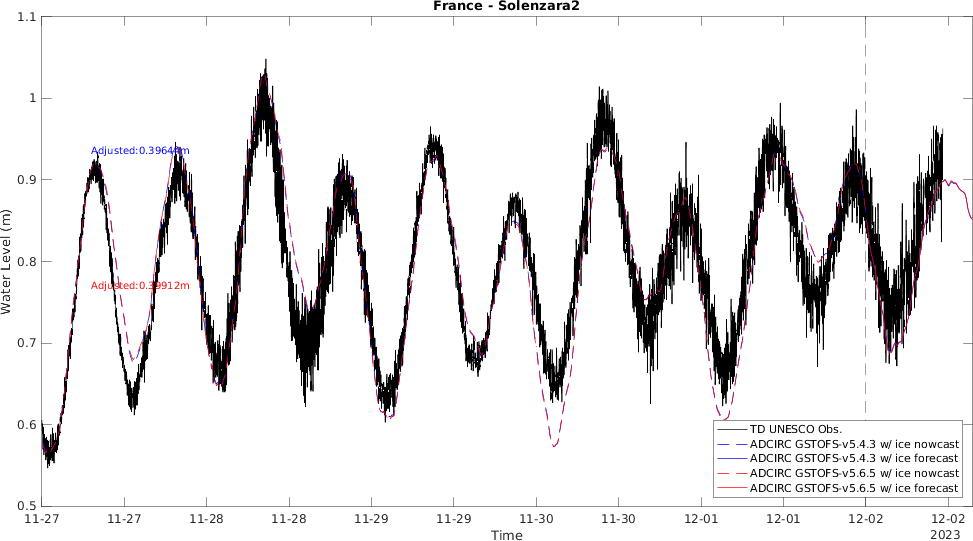 France - Solenzara2
1.1
1
0.9
0.8
0.7
0.6
0.5
Water Level (m)
Adjusted:0.3964
Adjusted:0.39912m
TD UNESCO Obs.
ADCIRC GSTOFS-v5.4.3 w/ ice nowcast
ADCIRC GSTOFS-v5.4.3 w/ ice forecast
ADCIRC GSTOFS-v5.6.5 w/ ice nowcast
ADCIRC GSTOFS-v5.6.5 w/ ice forecast
11-27 11-27 11-28 11-28 11-29 11-29 11-30 11-30 12-01 12-01 12-02 12-02
2023
Time